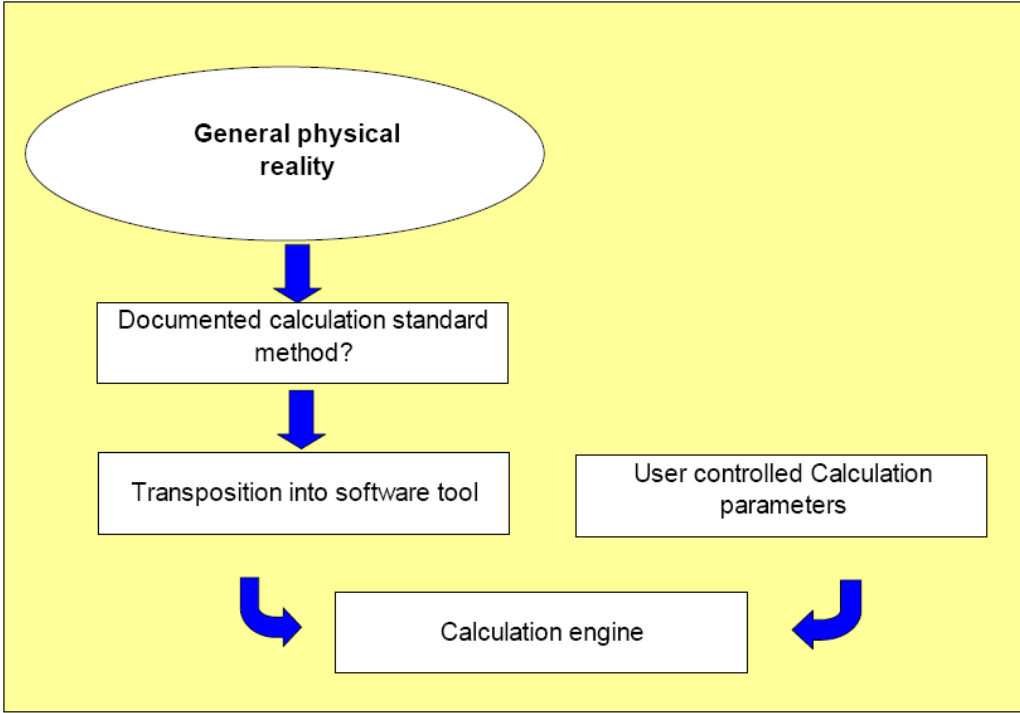 General physical
reality
Documented calculation standard
method?
Transposition into software tool
User controlled Calculation
parameters
Calculation engine